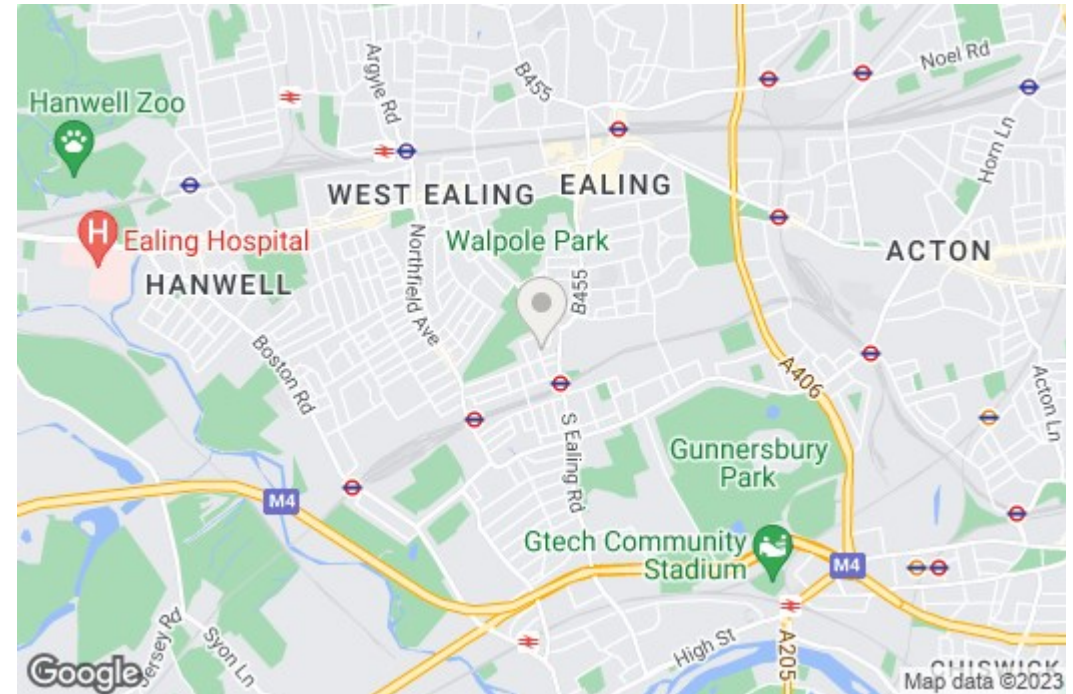 Noel Rd
B455
Argyle Rd
Hanwell Zoo
Horn Ln
WEST EALING
EALING
H
Ealing Hospital
Walpole Park
ACTON
HANWELL
Northfield Ave
B455
Boston Rd
A406
Acton Ln
S Ealing Rd
Gunnersbury
Park
M4
Gtech Community
Stadium
M4
Jersey Rd
Syon Ln
High St
A205
CHISWICK
Google
Map data ©2023